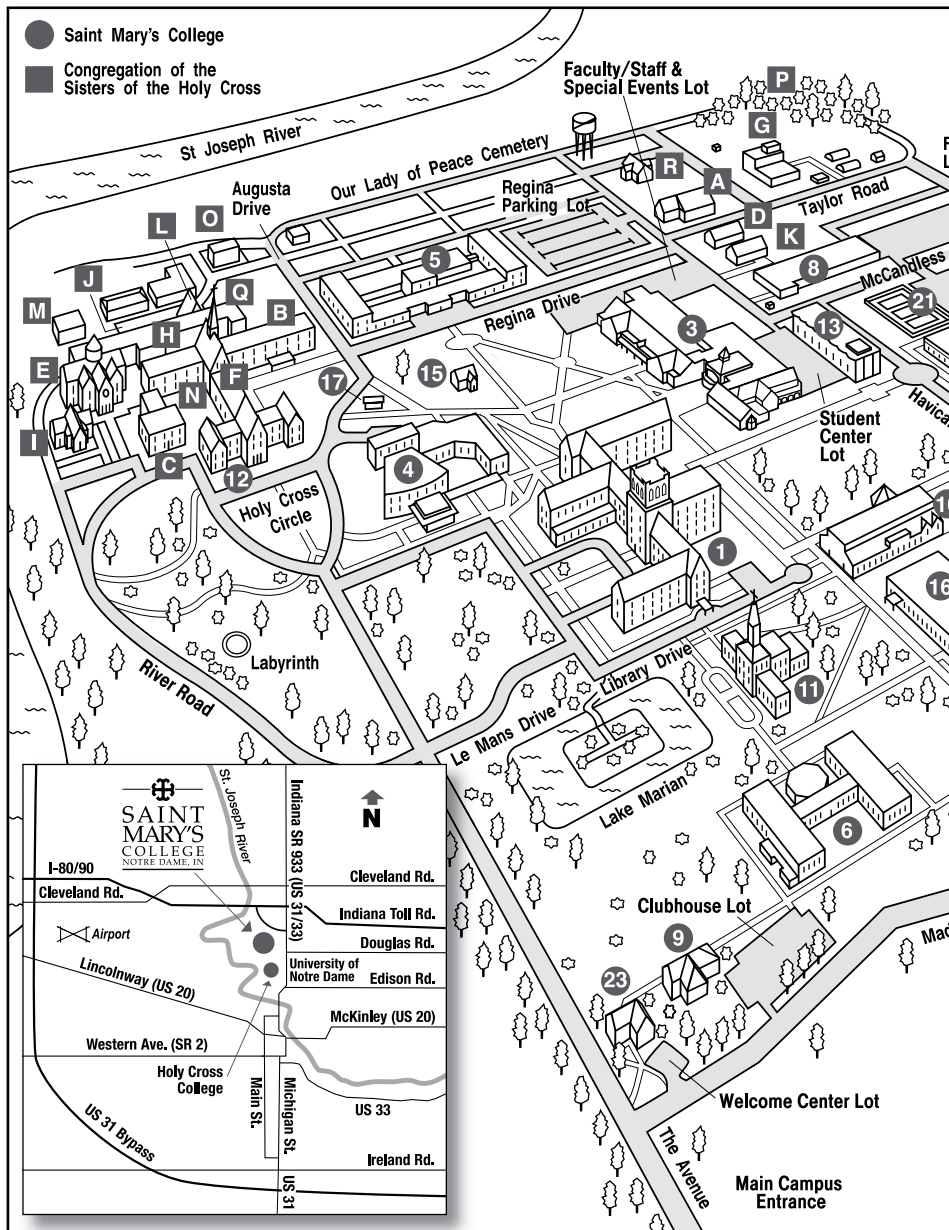 Saint Mary's College
Congregation of the
Sisters of the Holy Cross
St Joseph River
Faculty/Staff &
Special Events Lot
P
G
Our Lady of Peace Cemetery
R
A
Taylor Road
D
K
Augusta
Drive
O
L
Regina
Parking Lot
5
8
McCandless
J
Q
B
M
H
Regina Drive
3
13
21
E
F
17
15
N
I
C
12
4
Student
Center
Lot
Havica
Holy Cross
Circle
1
16
Labyrinth
River Road
Library Drive
11
Le Mans Drive
Lake Marian
6
Clubhouse Lot
9
Mad
23
Welcome Center Lot
The Avenue
Main Campus
Entrance
SAINT
MARY'S
COLLEGE
NOTRE DAME, IN
St. Joseph River
Indiana SR 933 (US 31/33)
N
I-80/90
Cleveland Rd.
Cleveland Rd.
Indiana Toll Rd.
Airport
Douglas Rd.
University of
Notre Dame
Edison Rd.
Lincolnway (US 20)
McKinley (US 20)
Western Ave. (SR 2)
Holy Cross
College
Main St.
Michigan St.
US 33
US 31 Bypass
Ireland Rd.
US 31